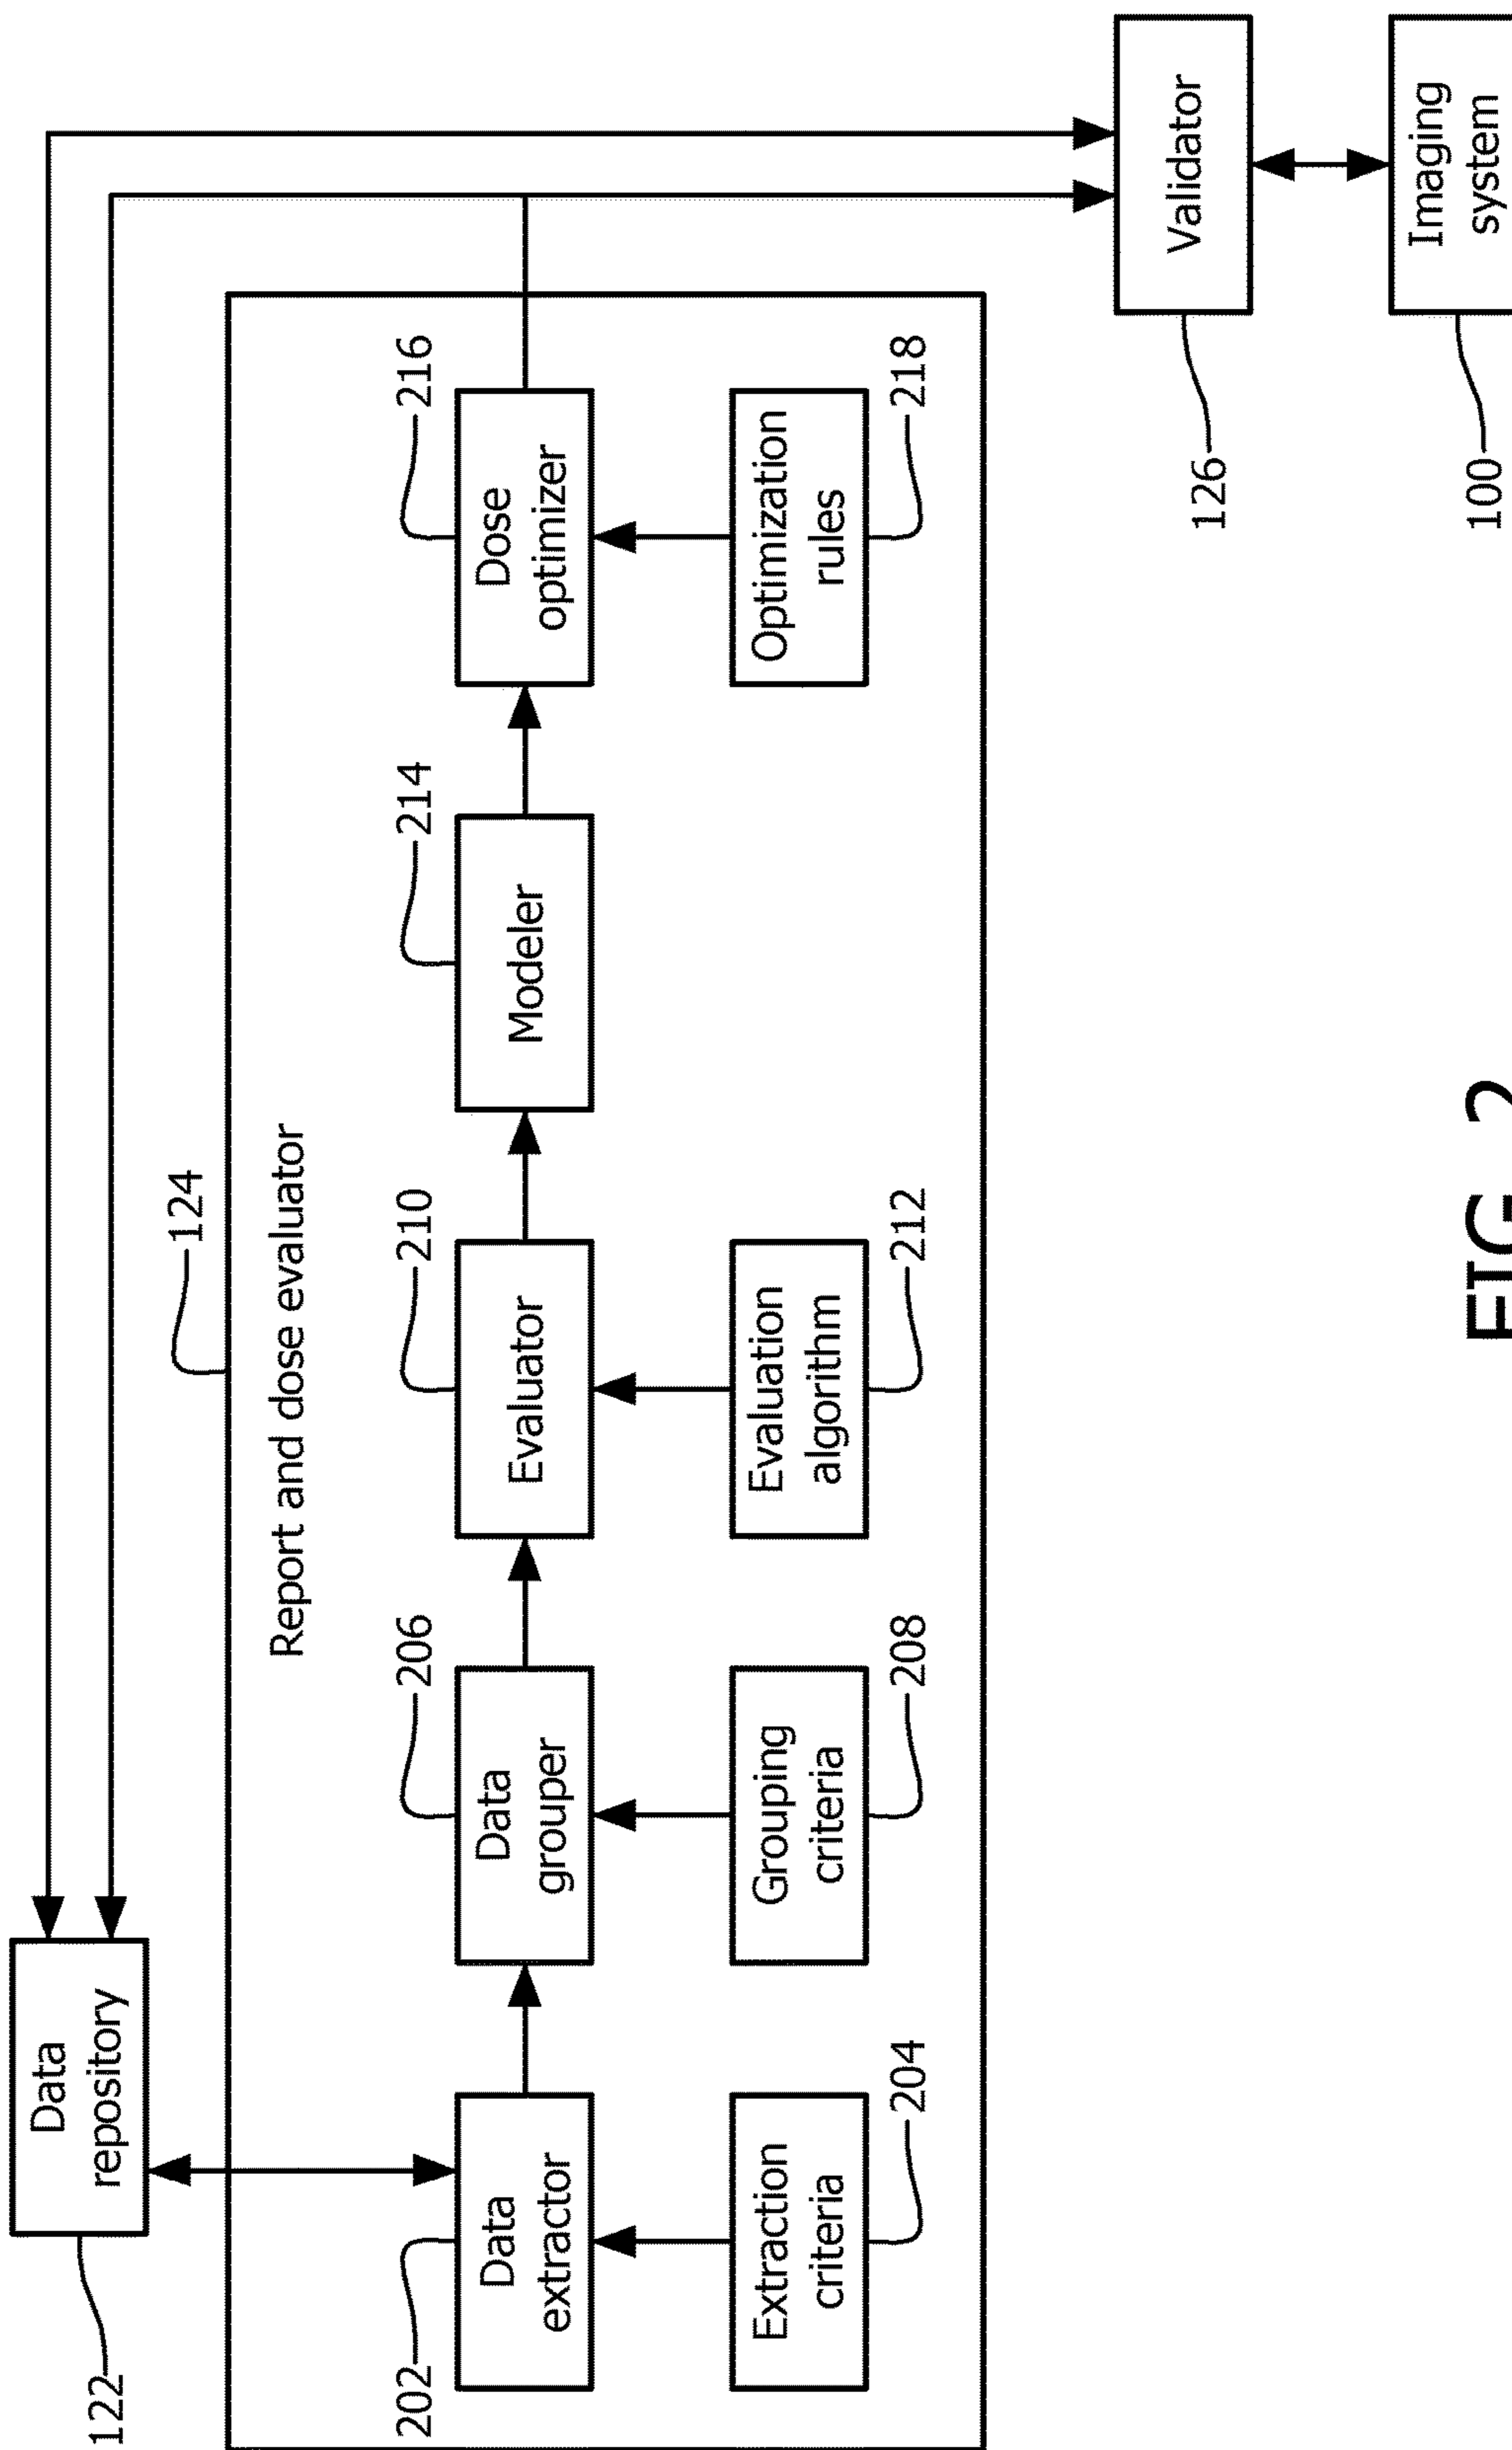 122
Data
repository
124
Report and dose evaluator
202
206
210
214
216
Data
extractor
Data
grouper
Evaluator
Modeler
Dose
optimizer
Extraction
criteria
Grouping
criteria
Evaluation
algorithm
Optimization
rules
204
208
212
218
126
Validator
100
Imaging
system
FIG. 2